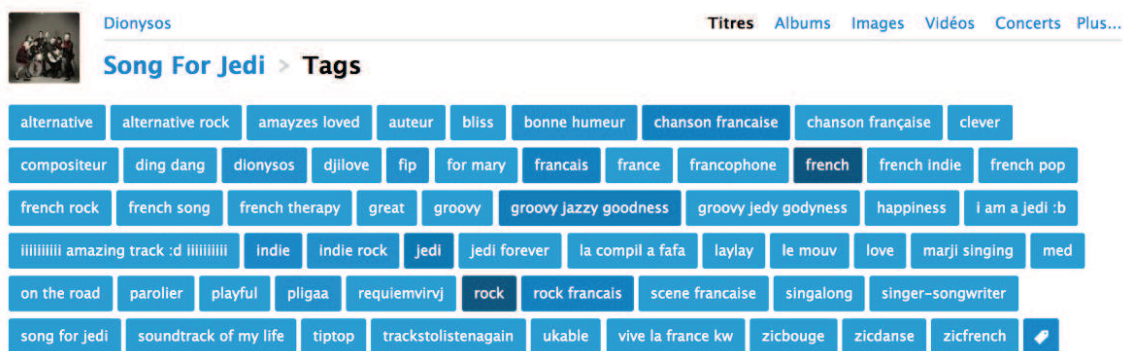 Dionysos Titres Albums Images Vidéos Concerts Plus...
Song For Jedi > Tags
alternative alternative rock amayzes loved auteur bliss bonne humeur chanson francaise chanson française clever
compositeur ding dang dionysos djilove fip for mary francais france francophone french french indie french pop
french rock french song french therapy great groovy groovy jazzy goodness groovy jedy godyness happiness i am a jedi :b
iiiiiiiiii amazing track :d iiiiiiiiii indie indie rock jedi jedi forever la compil a fafa laylay le mouv love marji singing med
on the road parolier playful pligaa requiemvirvj rock rock francais scene francaise singalong singer-songwriter
song for jedi soundtrack of my life tiptop trackstolistenagain ukable vive la france kw zicbouge zicdanse zicfrench